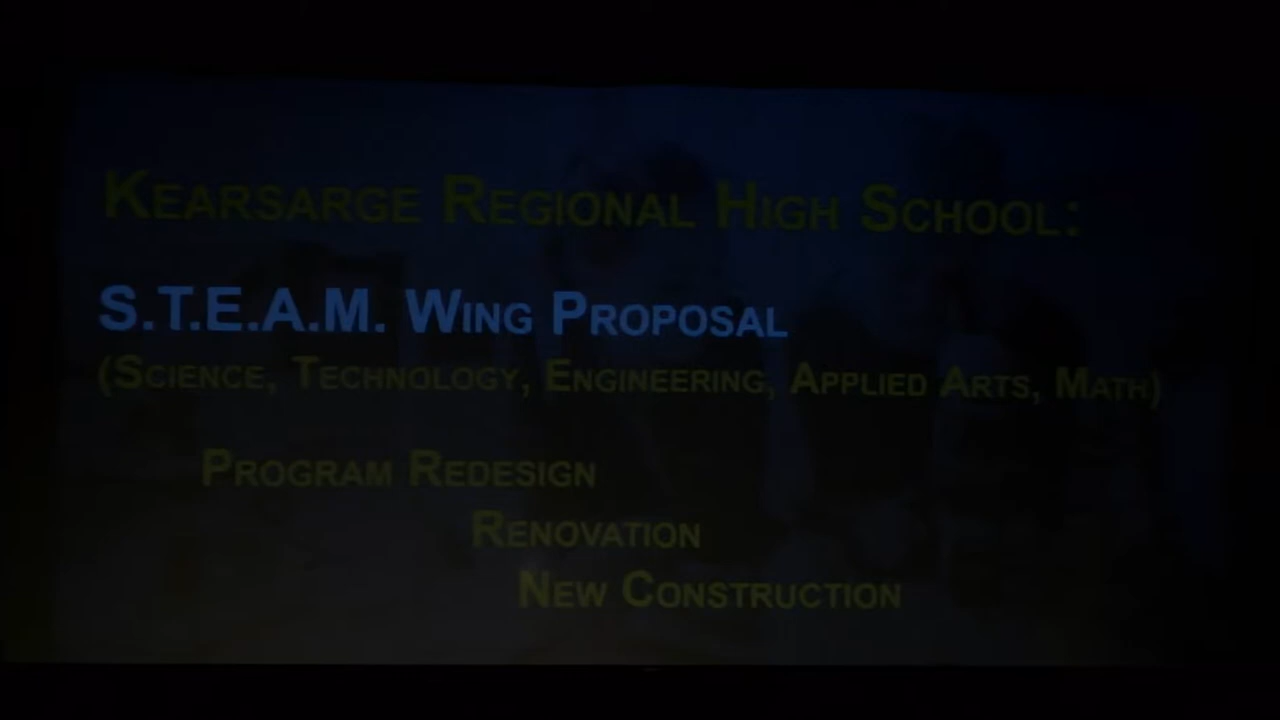 KEARSARGE REGIONAL HIGH SCHOOL:
S.T.E.A.M. WING PROPOSAL
(SCIENCE, TECHNOLOGY, ENGINEERING, APPLIED ARTS, MATH)
PROGRAM REDESIGN
RENOVATION
NEW CONSTRUCTION